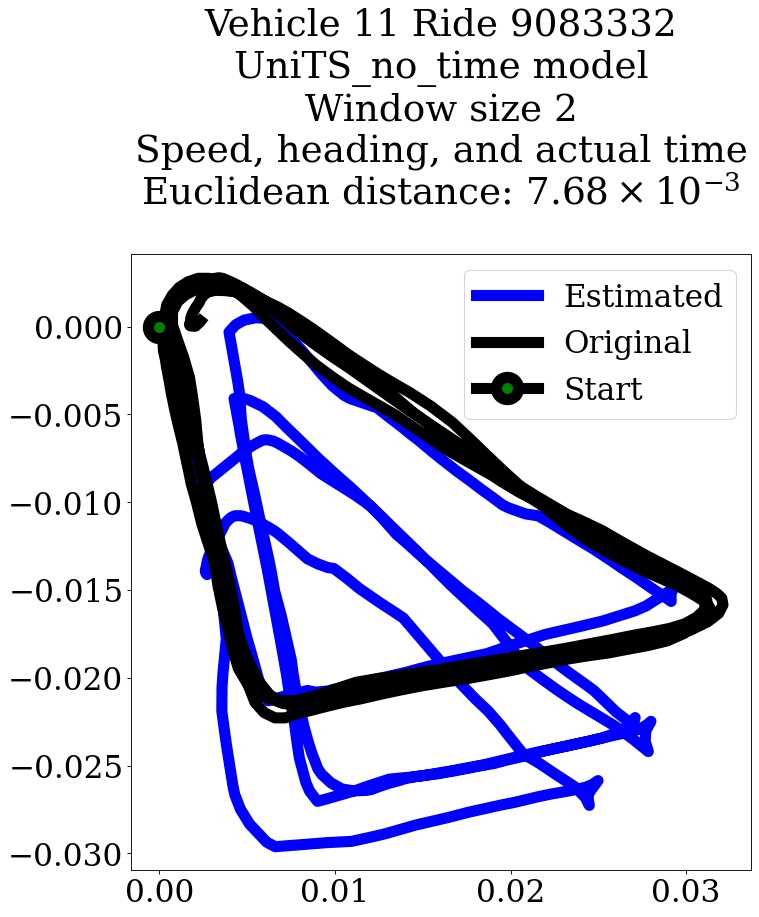 Vehicle 11 Ride 9083332
UniTS_no_time model
Window size 2
Speed, heading, and actual time
Euclidean distance: 7.68 × 10⁻³
Estimated
Original
Start
0.000
−0.005
−0.010
−0.015
−0.020
−0.025
−0.030
0.00 0.01 0.02 0.03